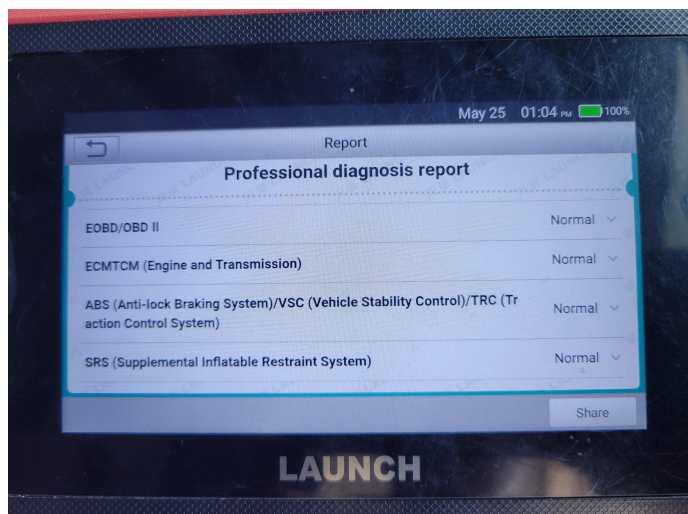 May 25 01:04 PM 100%
Report
Professional diagnosis report
EOBD/OBD II Normal
ECMTCM (Engine and Transmission) Normal
ABS (Anti-lock Braking System)/VSC (Vehicle Stability Control)/TRC (Tr
action Control System) Normal
SRS (Supplemental Inflatable Restraint System) Normal
Share
LAUNCH